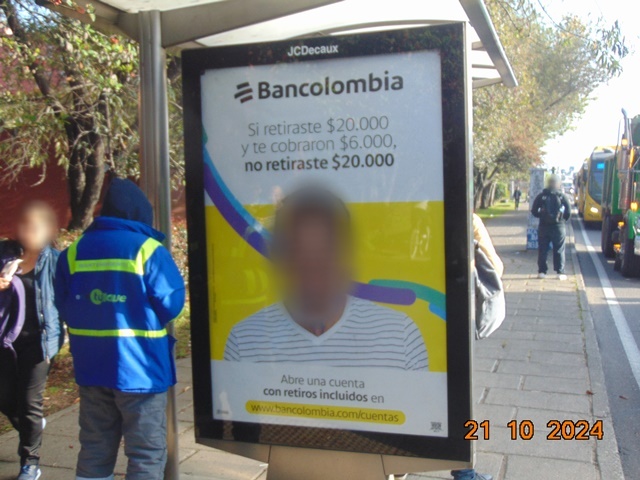 JCDecaux
Bancolombia
Si retiraste $20.000
y te cobraron $6.000,
no retiraste $20.000
Abre una cuenta
con retiros incluidos en
www.bancolombia.com/cuentas
21 10 2024